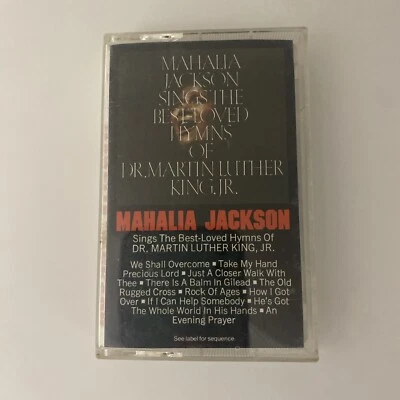 MAHALIA
JACKSON
SINGS THE
BEST-LOVED
HYMNS
OF
DR. MARTIN LUTHER
KING, JR.
MAHALIA JACKSON
Sings The Best-Loved Hymns Of
DR. MARTIN LUTHER KING, JR.
We Shall Overcome ■ Take My Hand
Precious Lord ■ Just A Closer Walk With
Thee ■ There Is A Balm In Gilead ■ The Old
Rugged Cross ■ Rock Of Ages ■ How I Got
Over ■ If I Can Help Somebody ■ He's Got
The Whole World In His Hands ■ An
Evening Prayer
See label for sequence.